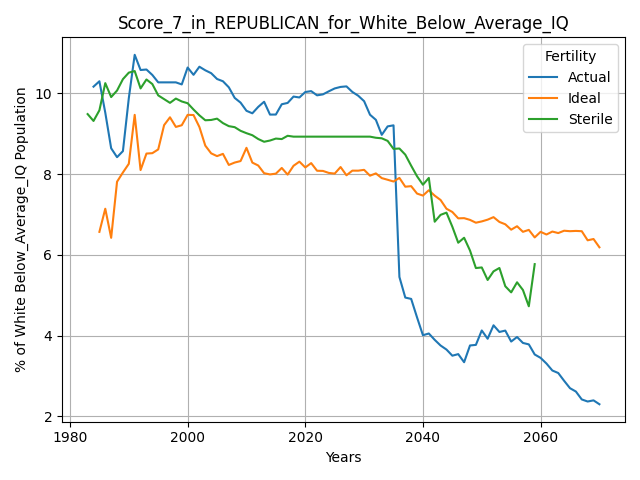 Score_7_in_REPUBLICAN_for_White_Below_Average_IQ
Fertility
Actual
Ideal
Sterile
% of White Below_Average_IQ Population
10
8
6
4
2
1980
2000
2020
2040
2060
Years